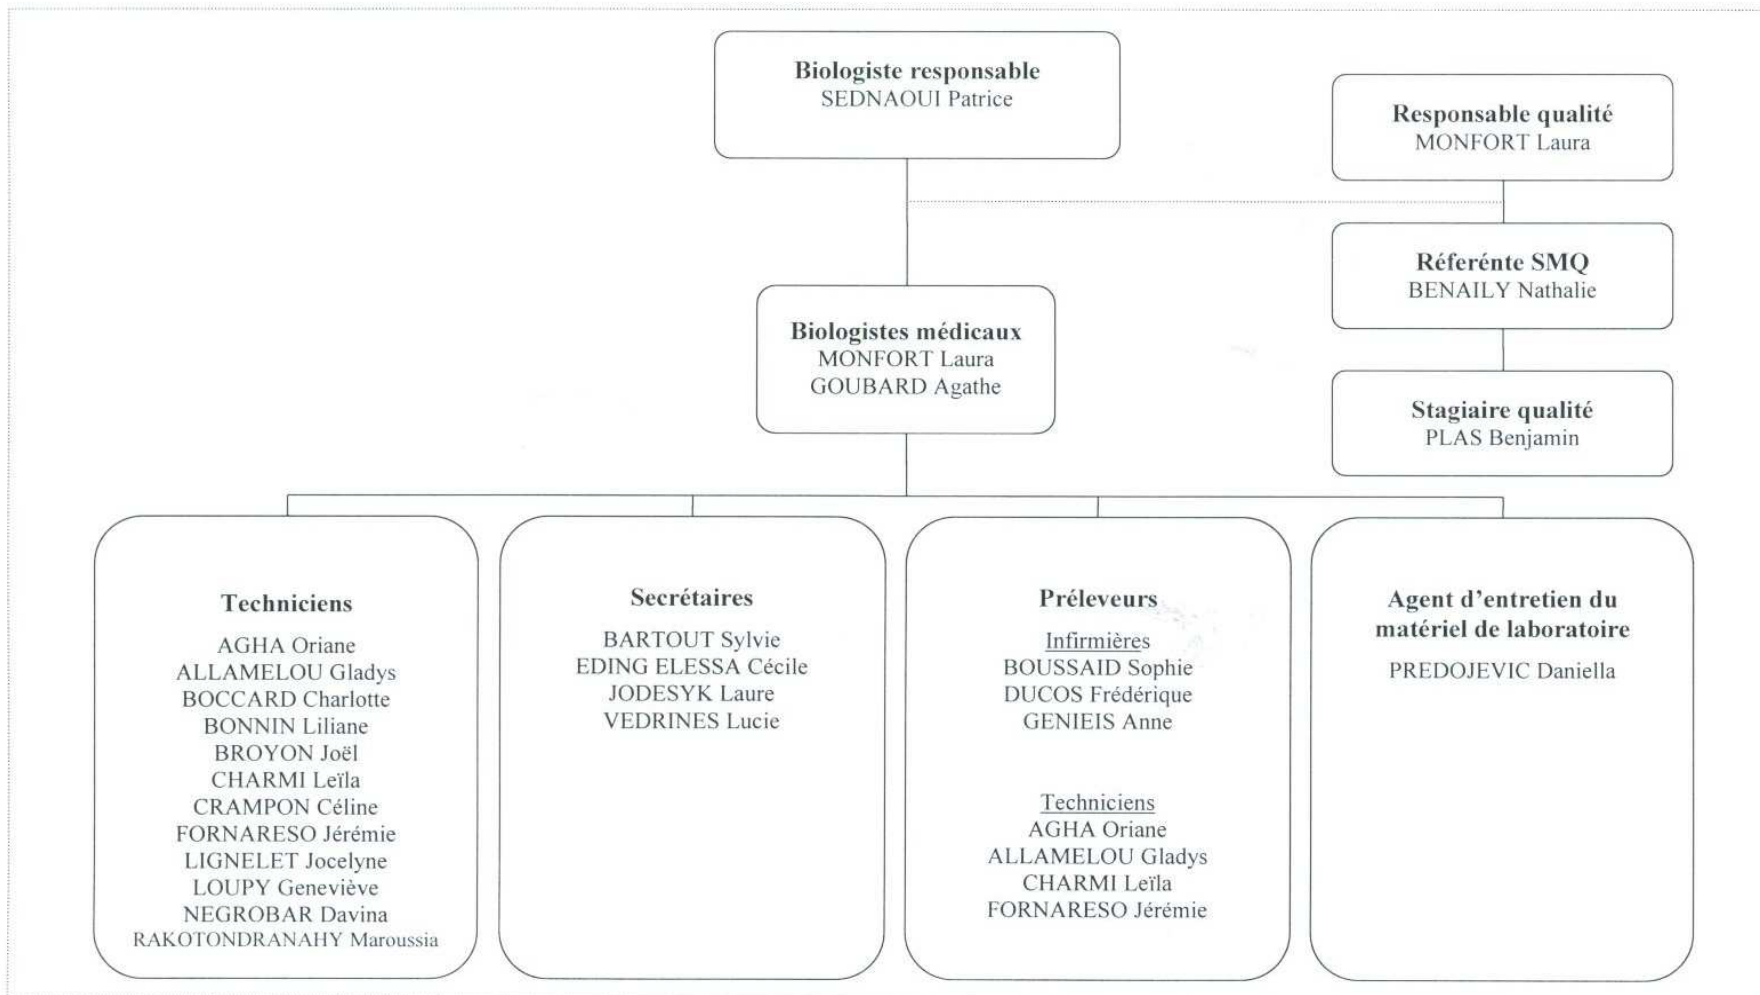 Biologiste responsable
SEDNAOUI Patrice
Responsable qualité
MONFORT Laura
Réferénte SMQ
BENAILY Nathalie
Biologistes médicaux
MONFORT Laura
GOUBARD Agathe
Stagiaire qualité
PLAS Benjamin
Techniciens
AGHA Oriane
ALLAMELOU Gladys
BOCCARD Charlotte
BONNIN Liliane
BROYON Joël
CHARMI Leïla
CRAMPON Céline
FORNARESO Jérémie
LIGNELET Jocelyne
LOUPY Geneviève
NEGROBAR Davina
RAKOTONDRANAHY Maroussia
Secrétaires
BARTOUT Sylvie
EDING ELESSA Cécile
JODESYK Laure
VEDRINES Lucie
Préleveurs
Infirmières
BOUSSAID Sophie
DUCOS Frédérique
GENIEIS Anne
Techniciens
AGHA Oriane
ALLAMELOU Gladys
CHARMI Leïla
FORNARESO Jérémie
Agent d’entretien du
matériel de laboratoire
PREDOJEVIC Daniella